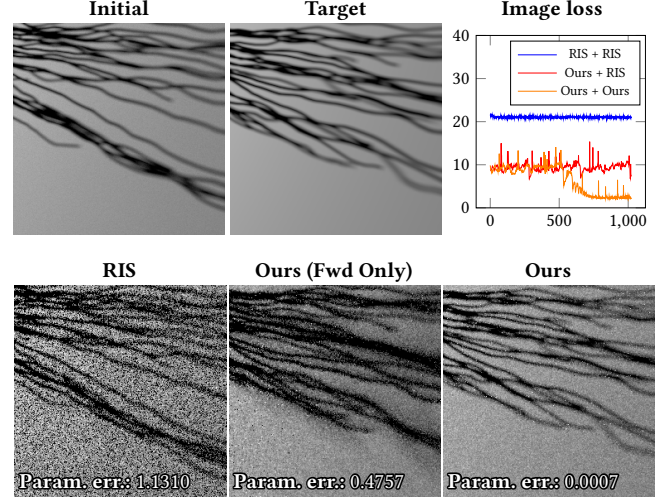 Initial
Target
Image loss
40
30
20
10
0
0
500
1,000
RIS + RIS
Ours + RIS
Ours + Ours
RIS
Ours (Fwd Only)
Ours
Param. err.: 1.1310
Param. err.: 0.4757
Param. err.: 0.0007